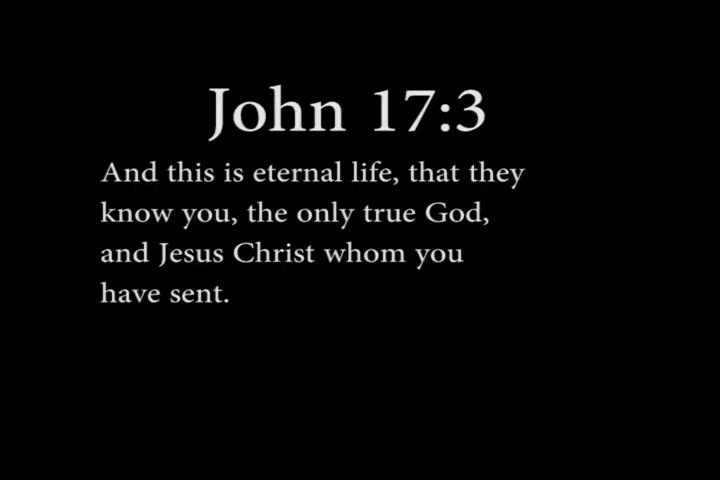 John 17:3
And this is eternal life, that they
know you, the only true God,
and Jesus Christ whom you
have sent.